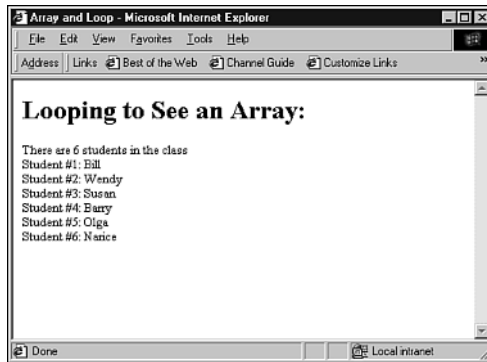 Array and Loop - Microsoft Internet Explorer
File Edit View Favorites Tools Help
Address Links Best of the Web Channel Guide Customize Links »
Looping to See an Array:
There are 6 students in the class
Student #1: Bill
Student #2: Wendy
Student #3: Susan
Student #4: Barry
Student #5: Olga
Student #6: Narice
Done Local intranet